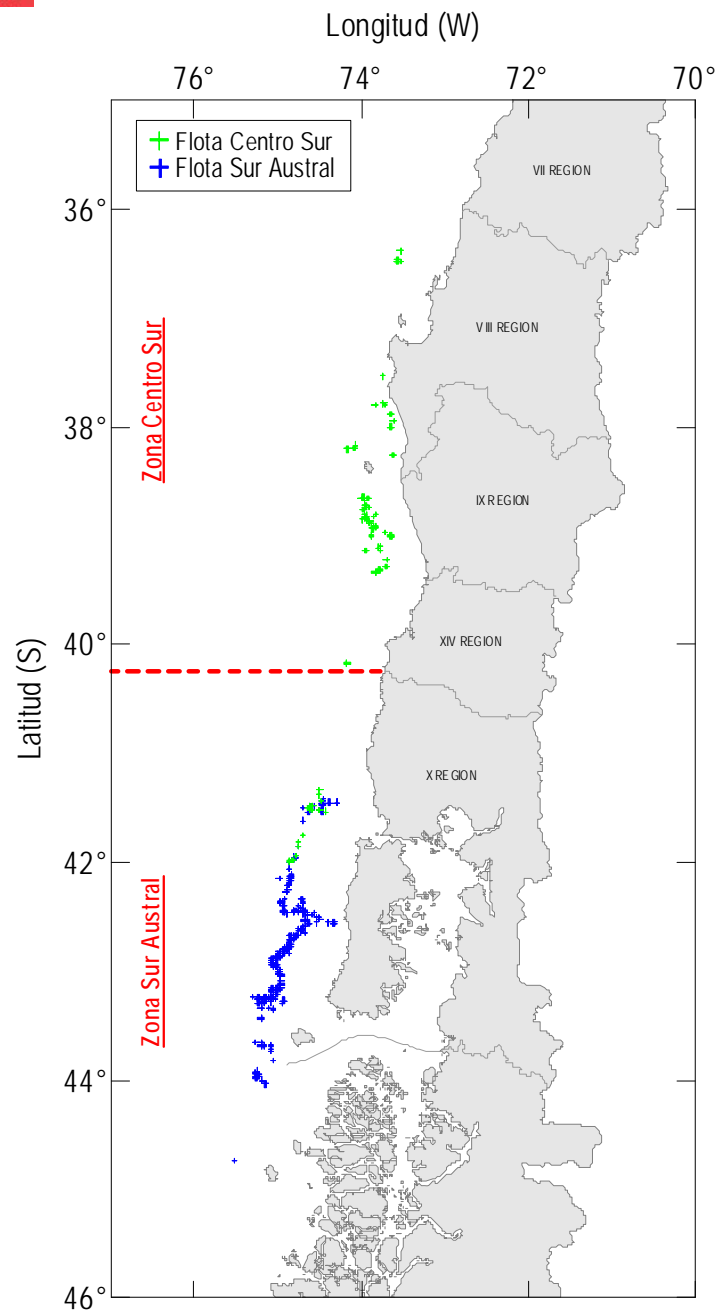 Longitud (W)
76° 74° 72° 70°
Flota Centro Sur
Flota Sur Austral
VII REGION
36°
VIII REGION
Zona Centro Sur
38°
IX REGION
40°
XIV REGION
Latitud (S)
X REGION
42°
Zona Sur Austral
44°
46°